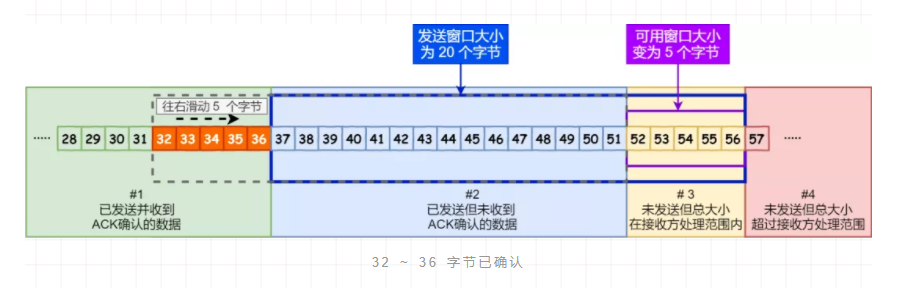 发送窗口大小
为 20 个字节
可用窗口大小
变为 5 个字节
往右滑动 5 个字节
..... 28 29 30 31 32 33 34 35 36 37 38 39 40 41 42 43 44 45 46 47 48 49 50 51 52 53 54 55 56 57 .....
#1
已发送并收到
ACK确认的数据
#2
已发送但未收到
ACK确认的数据
# 3
未发送但总大小
在接收方处理范围内
#4
未发送但总大小
超过接收方处理范围
32 ~ 36 字节已确认